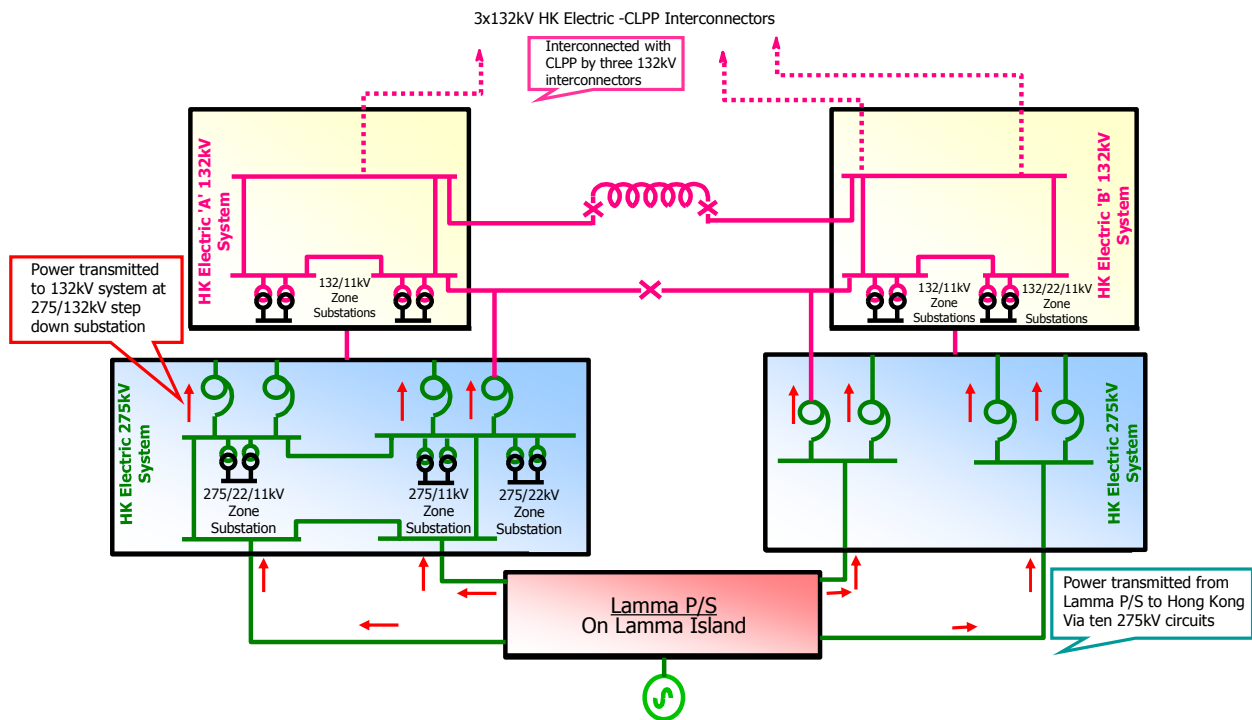 3x132kV HK Electric -CLPP Interconnectors
Interconnected with
CLPP by three 132kV
interconnectors
HK Electric 'A' 132kV
System
132/11kV
Zone
Substations
HK Electric 'B' 132kV
System
132/11kV
Zone
Substations
132/22/11kV
Zone
Substations
Power transmitted
to 132kV system at
275/132kV step
down substation
HK Electric 275kV
System
275/22/11kV
Zone
Substation
275/11kV
Zone
Substation
275/22kV
Zone
Substation
HK Electric 275kV
System
Lamma P/S
On Lamma Island
Power transmitted from
Lamma P/S to Hong Kong
Via ten 275kV circuits